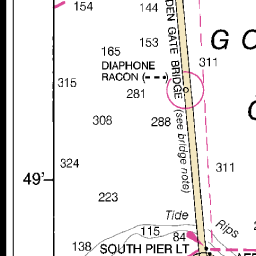 154
144
DEN GATE BRIDGE
153
G O
165
311
DIAPHONE
RACON ( - - )
315
281
308
288
(see bridge note)
324
311
49'
223
Tide Rips
115
84
138
SOUTH PIER LT